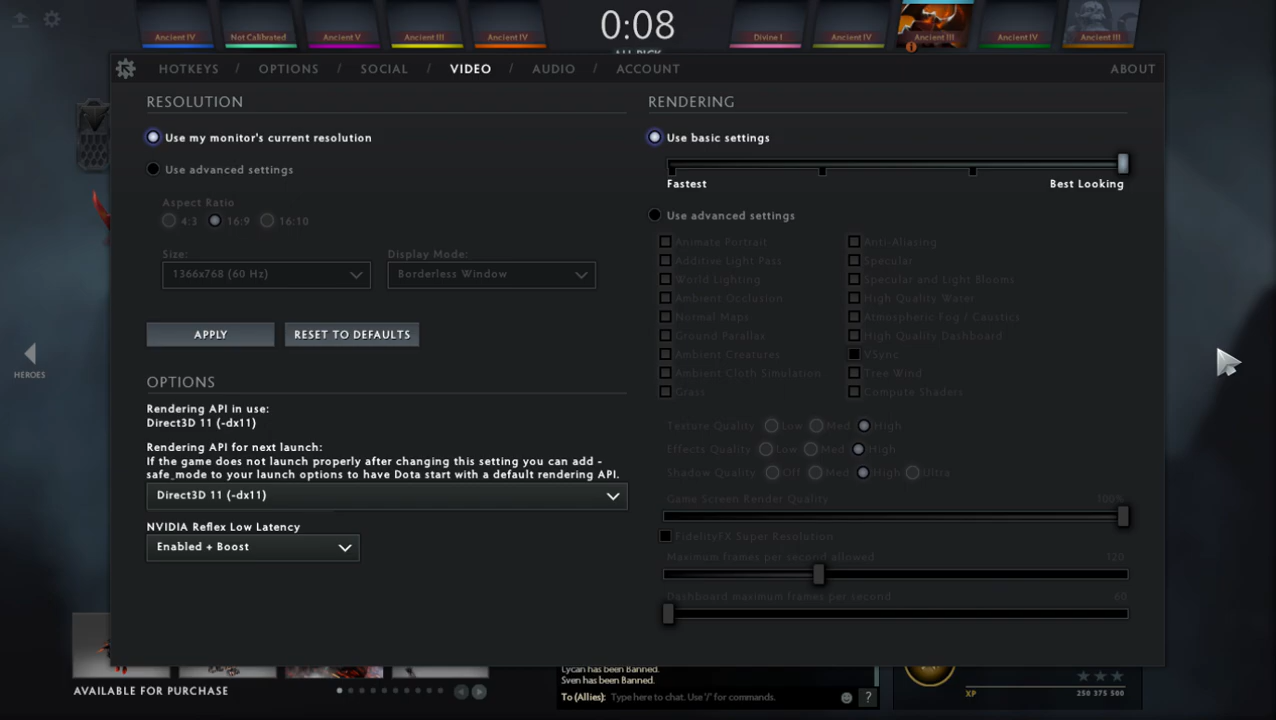 Ancient IV
Not Calibrated
Ancient V
Ancient III
Ancient IV
0:08
Divine I
Ancient IV
Ancient III
Ancient IV
Ancient III
HOTKEYS / OPTIONS / SOCIAL / VIDEO / AUDIO / ACCOUNT
ABOUT
RESOLUTION
Use my monitor's current resolution
Use advanced settings
Aspect Ratio
4:3 16:9 16:10
Size:
1366x768 (60 Hz)
Display Mode:
Borderless Window
APPLY
RESET TO DEFAULTS
OPTIONS
Rendering API in use:
Direct3D 11 (-dx11)
Rendering API for next launch:
If the game does not launch properly after changing this setting you can add -
safe_mode to your launch options to have Dota start with a default rendering API.
Direct3D 11 (-dx11)
NVIDIA Reflex Low Latency
Enabled + Boost
RENDERING
Use basic settings
Fastest
Best Looking
Use advanced settings
Animate Portrait
Additive Light Pass
World Lighting
Ambient Occlusion
Normal Maps
Ground Parallax
Ambient Creatures
Ambient Cloth Simulation
Grass
Anti-Aliasing
Specular
Specular and Light Blooms
High Quality Water
Atmospheric Fog / Caustics
High Quality Dashboard
VSync
Tree Wind
Compute Shaders
Texture Quality Low Med High
Effects Quality Low Med High
Shadow Quality Off Med High Ultra
Game Screen Render Quality 100%
FidelityFX Super Resolution
Maximum frames per second allowed 120
Dashboard maximum frames per second 60
HEROES
AVAILABLE FOR PURCHASE
Lycan has been Banned.
Sven has been Banned.
To (Allies): Type here to chat. Use '/' for commands.
?
XP
250 375 500